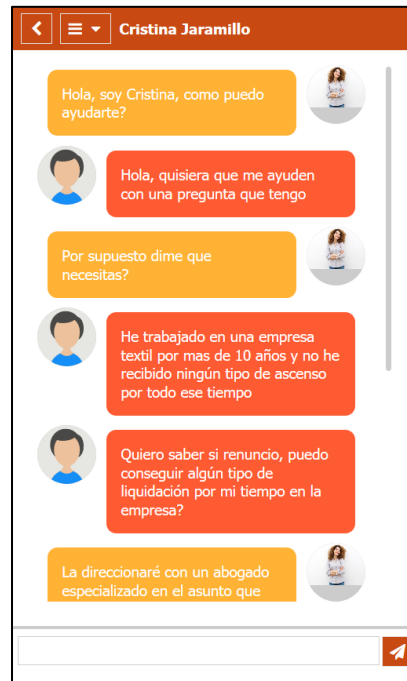 Cristina Jaramillo
Hola, soy Cristina, como puedo
ayudarte?
Hola, quisiera que me ayuden
con una pregunta que tengo
Por supuesto dime que
necesitas?
He trabajado en una empresa
textil por mas de 10 años y no he
recibido ningún tipo de ascenso
por todo ese tiempo
Quiero saber si renuncio, puedo
conseguir algún tipo de
liquidación por mi tiempo en la
empresa?
La direccionaré con un abogado
especializado en el asunto que